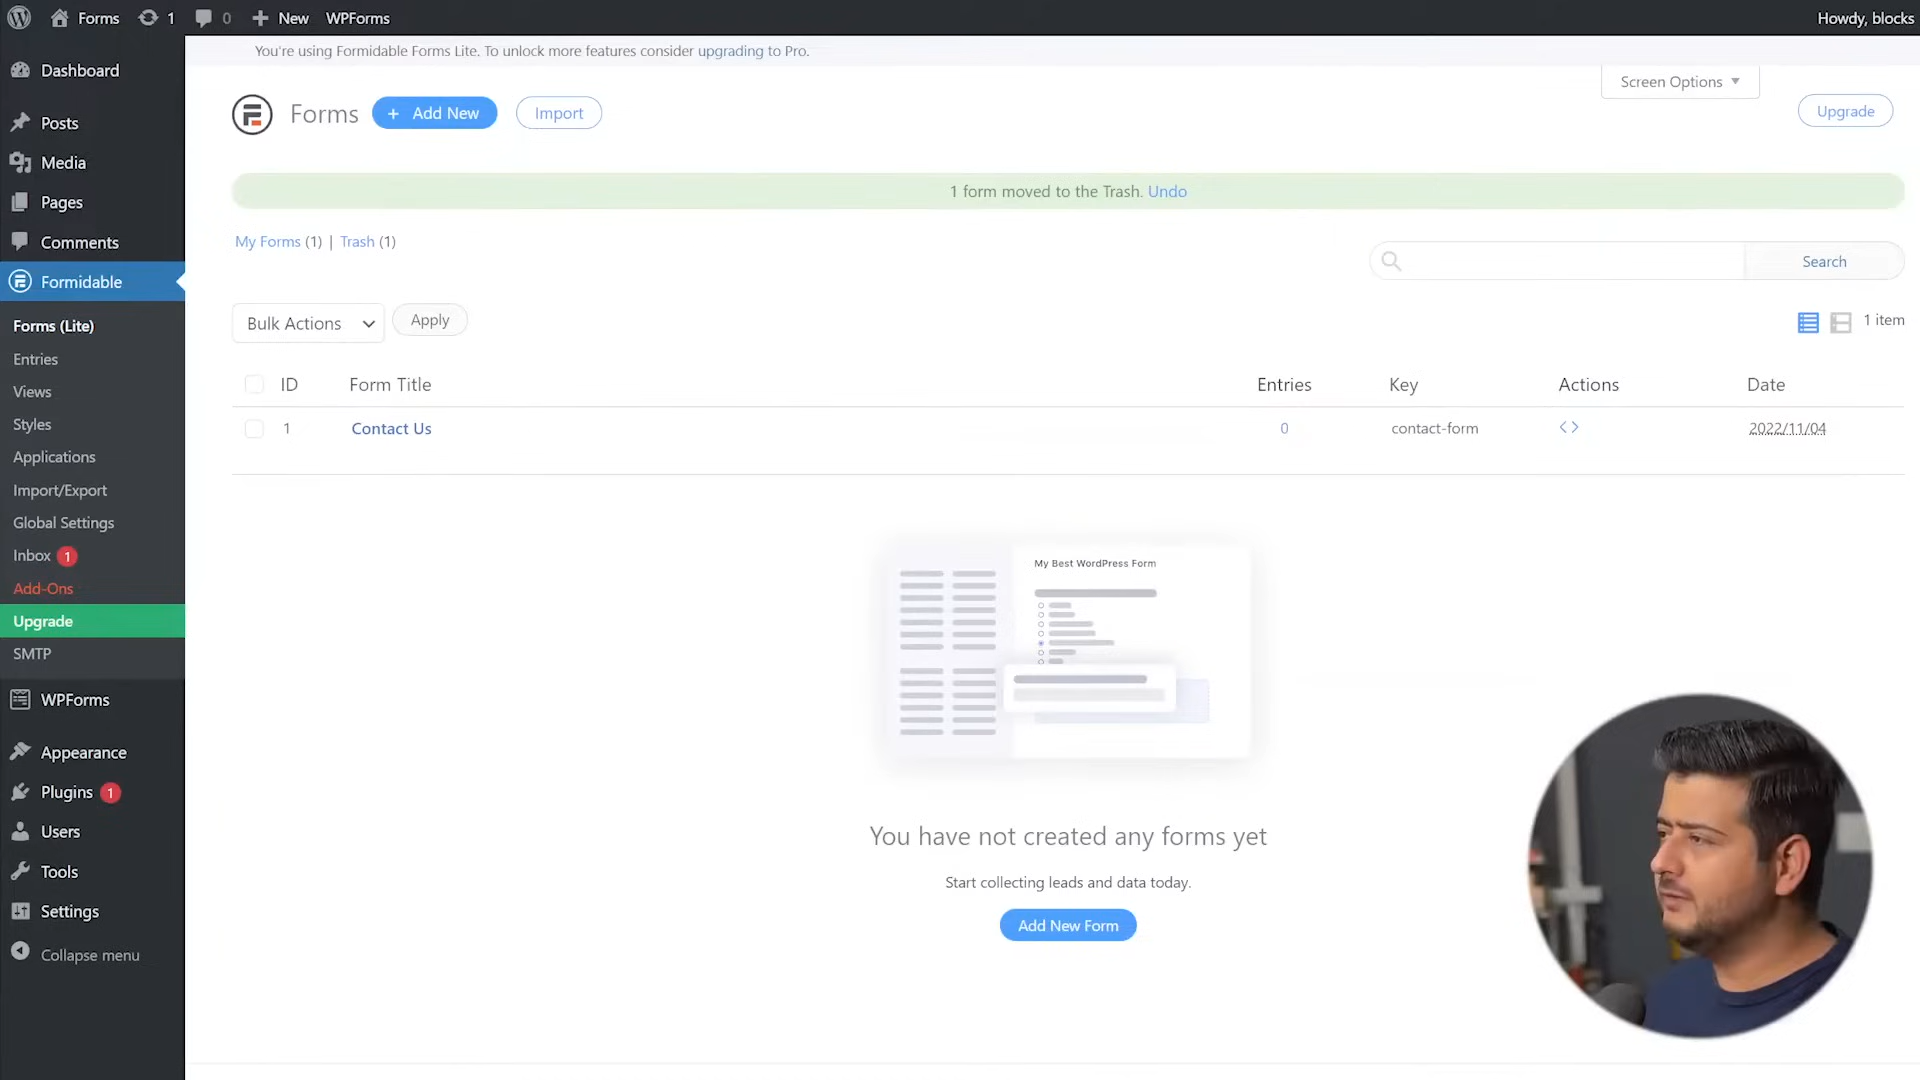 Forms 1 0 New WPForms Howdy, blocks
Dashboard
Posts
Media
Pages
Comments
Formidable
Forms (Lite)
Entries
Views
Styles
Applications
Import/Export
Global Settings
Inbox 1
Add-Ons
Upgrade
SMTP
WPForms
Appearance
Plugins 1
Users
Tools
Settings
Collapse menu
You're using Formidable Forms Lite. To unlock more features consider upgrading to Pro.
Screen Options
Forms + Add New Import
Upgrade
1 form moved to the Trash. Undo
My Forms (1) | Trash (1)
Search
Bulk Actions Apply
1 item
ID Form Title Entries Key Actions Date
1 Contact Us 0 contact-form <> 2022/11/04
My Best WordPress Form
You have not created any forms yet
Start collecting leads and data today.
Add New Form